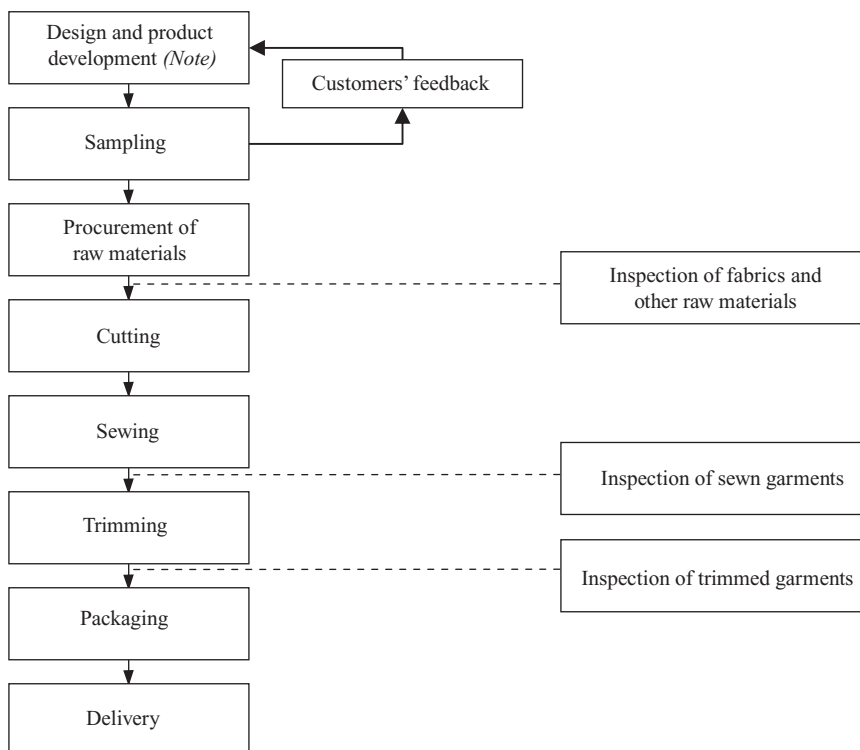 Design and product
development (Note)
Customers’ feedback
Sampling
Procurement of
raw materials
Inspection of fabrics and
other raw materials
Cutting
Sewing
Inspection of sewn garments
Trimming
Inspection of trimmed garments
Packaging
Delivery